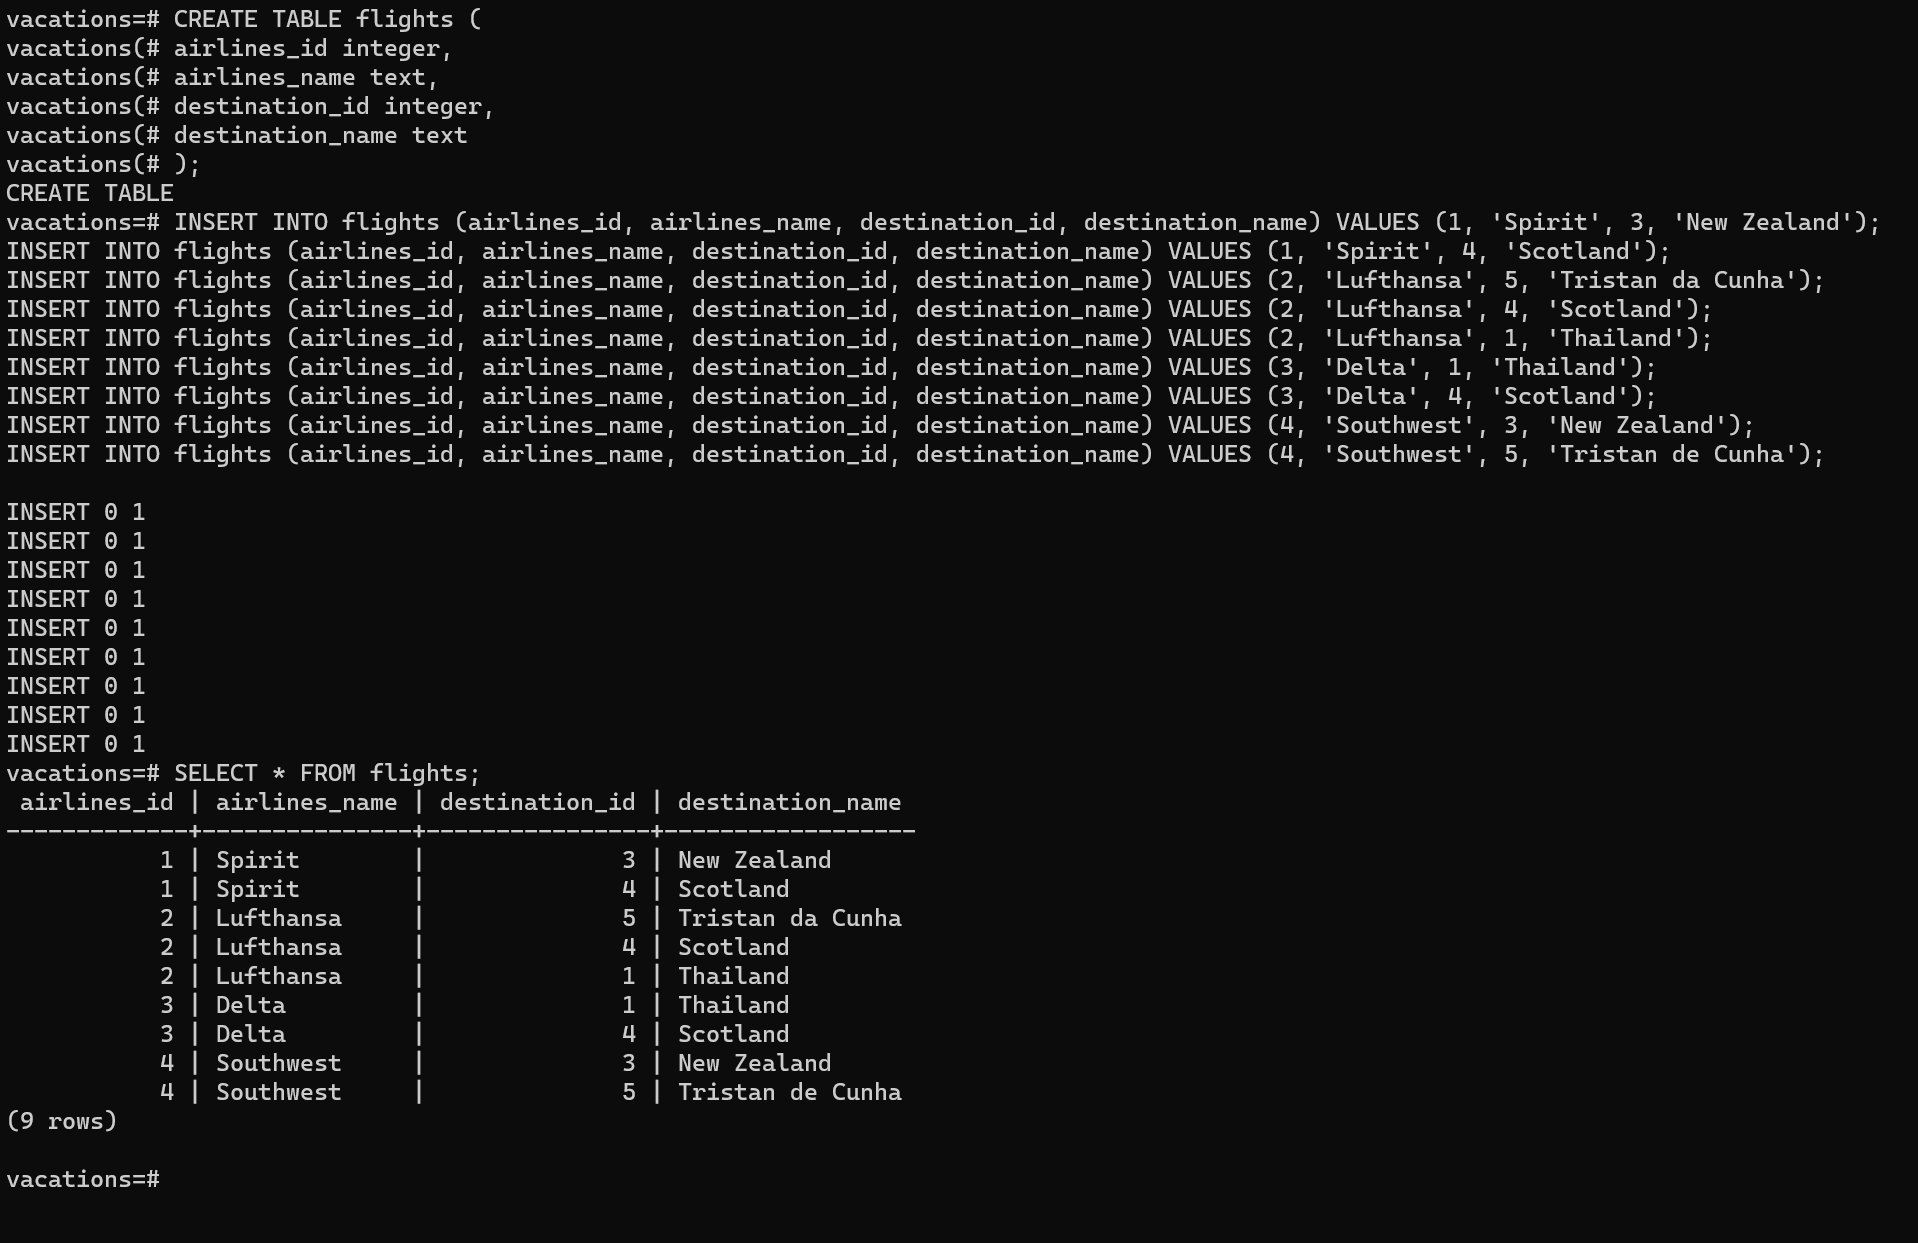 vacations=# CREATE TABLE flights (
vacations(# airlines_id integer,
vacations(# airlines_name text,
vacations(# destination_id integer,
vacations(# destination_name text
vacations(# );
CREATE TABLE
vacations=# INSERT INTO flights (airlines_id, airlines_name, destination_id, destination_name) VALUES (1, 'Spirit', 3, 'New Zealand');
INSERT INTO flights (airlines_id, airlines_name, destination_id, destination_name) VALUES (1, 'Spirit', 4, 'Scotland');
INSERT INTO flights (airlines_id, airlines_name, destination_id, destination_name) VALUES (2, 'Lufthansa', 5, 'Tristan da Cunha');
INSERT INTO flights (airlines_id, airlines_name, destination_id, destination_name) VALUES (2, 'Lufthansa', 4, 'Scotland');
INSERT INTO flights (airlines_id, airlines_name, destination_id, destination_name) VALUES (2, 'Lufthansa', 1, 'Thailand');
INSERT INTO flights (airlines_id, airlines_name, destination_id, destination_name) VALUES (3, 'Delta', 1, 'Thailand');
INSERT INTO flights (airlines_id, airlines_name, destination_id, destination_name) VALUES (3, 'Delta', 4, 'Scotland');
INSERT INTO flights (airlines_id, airlines_name, destination_id, destination_name) VALUES (4, 'Southwest', 3, 'New Zealand');
INSERT INTO flights (airlines_id, airlines_name, destination_id, destination_name) VALUES (4, 'Southwest', 5, 'Tristan de Cunha');

INSERT 0 1
INSERT 0 1
INSERT 0 1
INSERT 0 1
INSERT 0 1
INSERT 0 1
INSERT 0 1
INSERT 0 1
INSERT 0 1
vacations=# SELECT * FROM flights;
 airlines_id | airlines_name | destination_id | destination_name
-------------+---------------+----------------+------------------
           1 | Spirit        |              3 | New Zealand
           1 | Spirit        |              4 | Scotland
           2 | Lufthansa     |              5 | Tristan da Cunha
           2 | Lufthansa     |              4 | Scotland
           2 | Lufthansa     |              1 | Thailand
           3 | Delta         |              1 | Thailand
           3 | Delta         |              4 | Scotland
           4 | Southwest     |              3 | New Zealand
           4 | Southwest     |              5 | Tristan de Cunha
(9 rows)

vacations=#